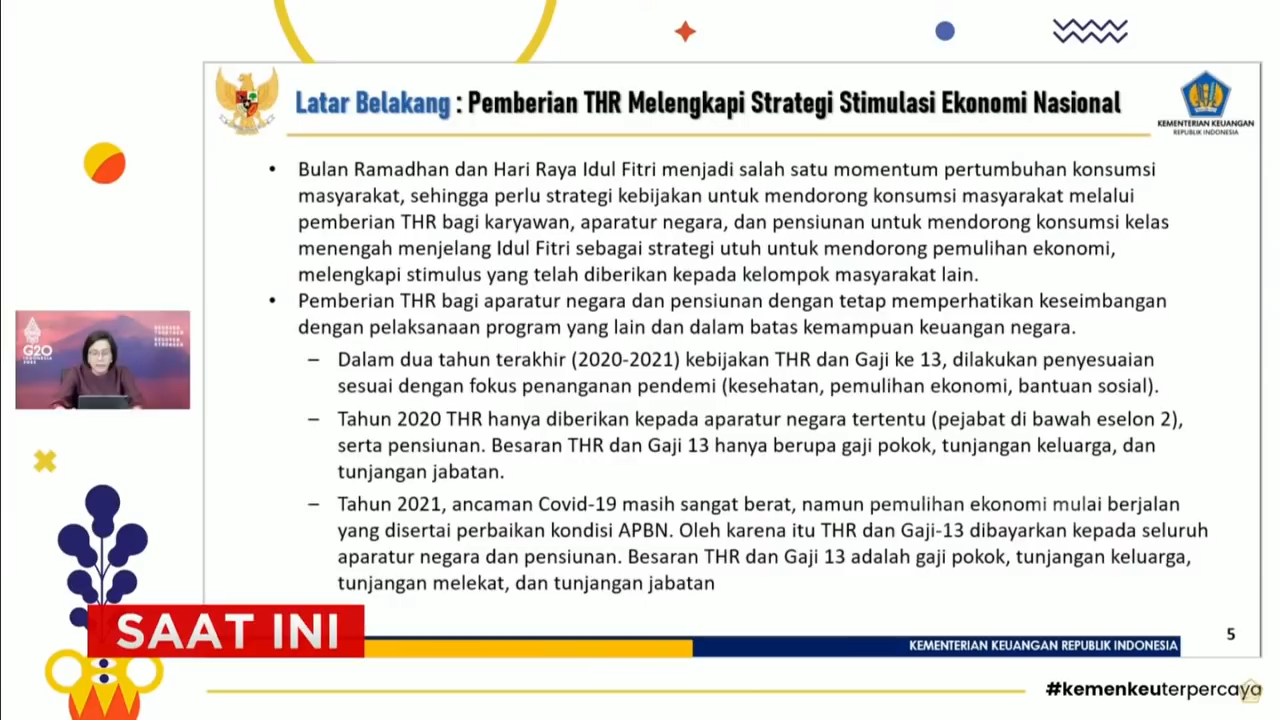 Latar Belakang : Pemberian THR Melengkapi Strategi Stimulasi Ekonomi Nasional
KEMENTERIAN KEUANGAN
REPUBLIK INDONESIA
• Bulan Ramadhan dan Hari Raya Idul Fitri menjadi salah satu momentum pertumbuhan konsumsi
masyarakat, sehingga perlu strategi kebijakan untuk mendorong konsumsi masyarakat melalui
pemberian THR bagi karyawan, aparatur negara, dan pensiunan untuk mendorong konsumsi kelas
menengah menjelang Idul Fitri sebagai strategi utuh untuk mendorong pemulihan ekonomi,
melengkapi stimulus yang telah diberikan kepada kelompok masyarakat lain.
• Pemberian THR bagi aparatur negara dan pensiunan dengan tetap memperhatikan keseimbangan
dengan pelaksanaan program yang lain dan dalam batas kemampuan keuangan negara.
– Dalam dua tahun terakhir (2020-2021) kebijakan THR dan Gaji ke 13, dilakukan penyesuaian
sesuai dengan fokus penanganan pendemi (kesehatan, pemulihan ekonomi, bantuan sosial).
– Tahun 2020 THR hanya diberikan kepada aparatur negara tertentu (pejabat di bawah eselon 2),
serta pensiunan. Besaran THR dan Gaji 13 hanya berupa gaji pokok, tunjangan keluarga, dan
tunjangan jabatan.
– Tahun 2021, ancaman Covid-19 masih sangat berat, namun pemulihan ekonomi mulai berjalan
yang disertai perbaikan kondisi APBN. Oleh karena itu THR dan Gaji-13 dibayarkan kepada seluruh
aparatur negara dan pensiunan. Besaran THR dan Gaji 13 adalah gaji pokok, tunjangan keluarga,
tunjangan melekat, dan tunjangan jabatan
G20
RECOVER
TOGETHER
RECOVER
STRONGER
SAAT INI
5
KEMENTERIAN KEUANGAN REPUBLIK INDONESIA
#kemenkeuterpercaya